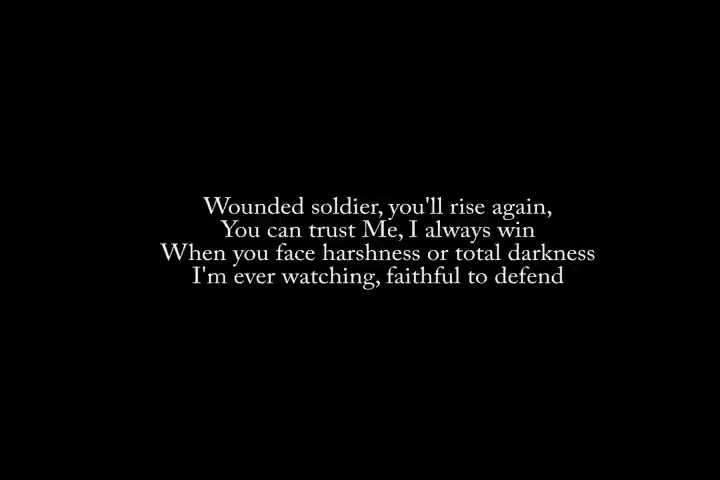 Wounded soldier, you'll rise again,
You can trust Me, I always win
When you face harshness or total darkness
I'm ever watching, faithful to defend